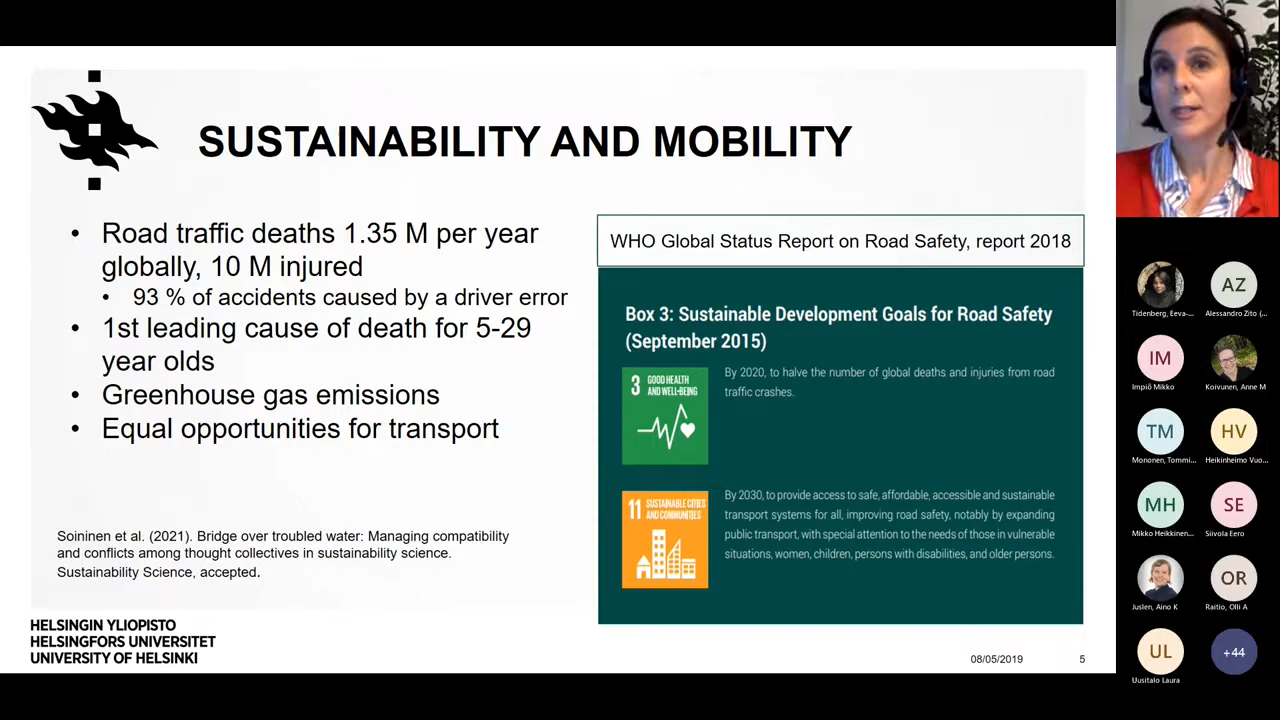 SUSTAINABILITY AND MOBILITY
• Road traffic deaths 1.35 M per year
globally, 10 M injured
• 93 % of accidents caused by a driver error
• 1st leading cause of death for 5-29
year olds
• Greenhouse gas emissions
• Equal opportunities for transport
Soininen et al. (2021). Bridge over troubled water: Managing compatibility
and conflicts among thought collectives in sustainability science.
Sustainability Science, accepted.
WHO Global Status Report on Road Safety, report 2018
Box 3: Sustainable Development Goals for Road Safety
(September 2015)
3 GOOD HEALTH
AND WELL-BEING
By 2020, to halve the number of global deaths and injuries from road
traffic crashes.
11 SUSTAINABLE CITIES
AND COMMUNITIES
By 2030, to provide access to safe, affordable, accessible and sustainable
transport systems for all, improving road safety, notably by expanding
public transport, with special attention to the needs of those in vulnerable
situations, women, children, persons with disabilities, and older persons.
HELSINGIN YLIOPISTO
HELSINGFORS UNIVERSITET
UNIVERSITY OF HELSINKI
08/05/2019
5
Tidenberg, Eeva-...
AZ
Alessandro Zito (...
IM
Impiö Mikko
Koivunen, Anne M
TM
Mononen, Tommi...
HV
Heikinheimo Vuo...
MH
Mikko Heikkinen...
SE
Siivola Eero
Juslen, Aino K
OR
Raitio, Olli A
UL
Uusitalo Laura
+44